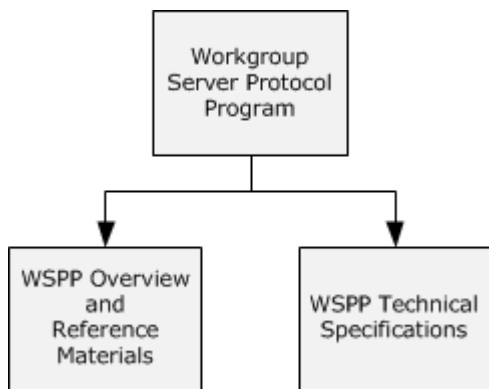 Workgroup
Server Protocol
Program
WSPP Overview
and
Reference
Materials
WSPP Technical
Specifications